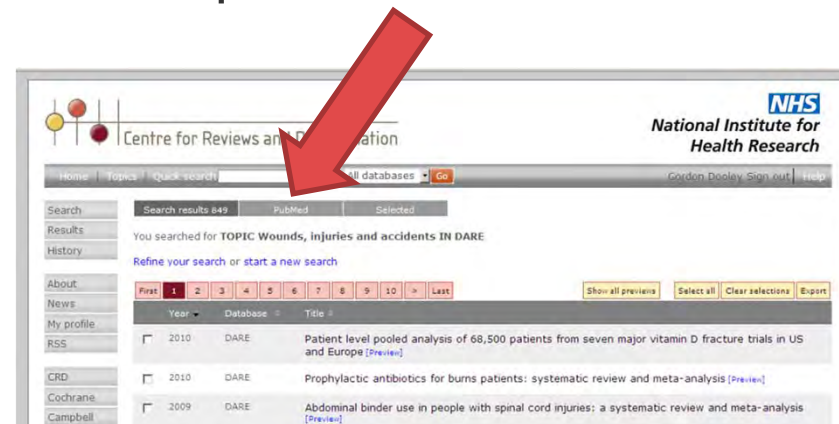 NHS
National Institute for
Health Research
Centre for Reviews and
Home | Topics | Quick search All databases Go Gordon Dooley Sign out | Help
Search
Results
History
About
News
My profile
RSS
CRD
Cochrane
Campbell
Search results 849 PubMed Selected
You searched for TOPIC Wounds, injuries and accidents IN DARE
Refine your search or start a new search
First 1 2 3 4 5 6 7 8 9 10 > Last Show all previews Select all Clear selections Export
Year Database Title
2010 DARE Patient level pooled analysis of 68,500 patients from seven major vitamin D fracture trials in US
and Europe [Preview]
2010 DARE Prophylactic antibiotics for burns patients: systematic review and meta-analysis [Preview]
2009 DARE Abdominal binder use in people with spinal cord injuries: a systematic review and meta-analysis
[Preview]